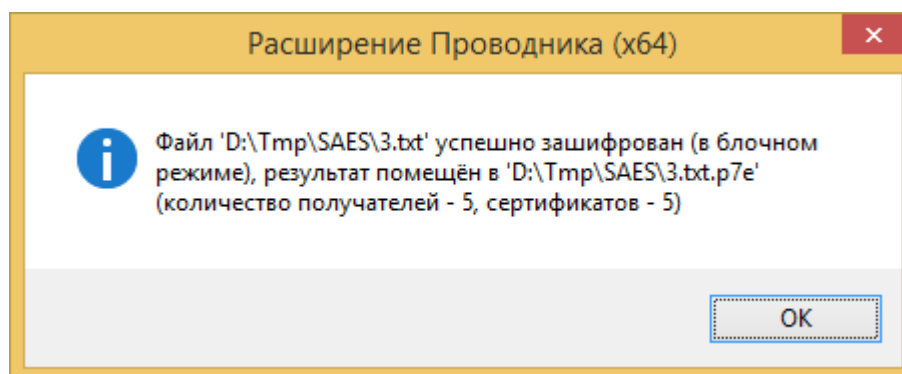 Расширение Проводника (x64)
Файл 'D:\Tmp\SAES\3.txt' успешно зашифрован (в блочном
режиме), результат помещён в 'D:\Tmp\SAES\3.txt.p7e'
(количество получателей - 5, сертификатов - 5)
OK